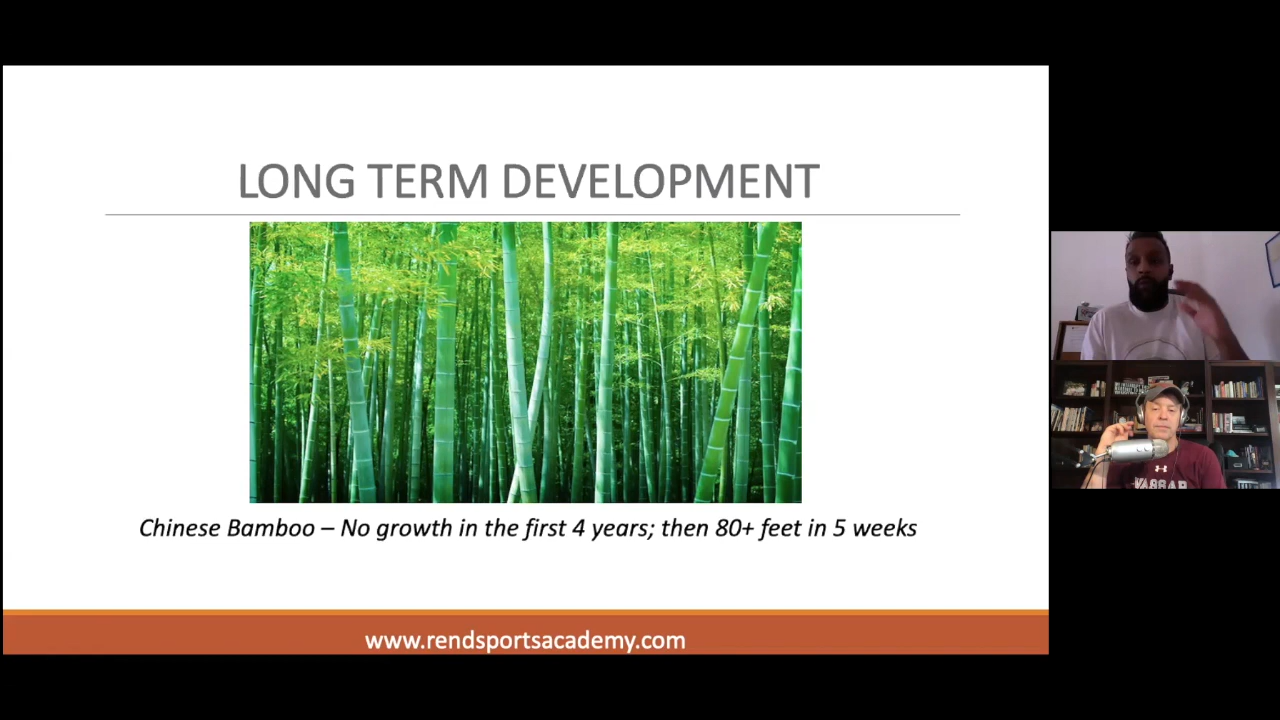 LONG TERM DEVELOPMENT
Chinese Bamboo – No growth in the first 4 years; then 80+ feet in 5 weeks
www.rendsportsacademy.com
VASSAR